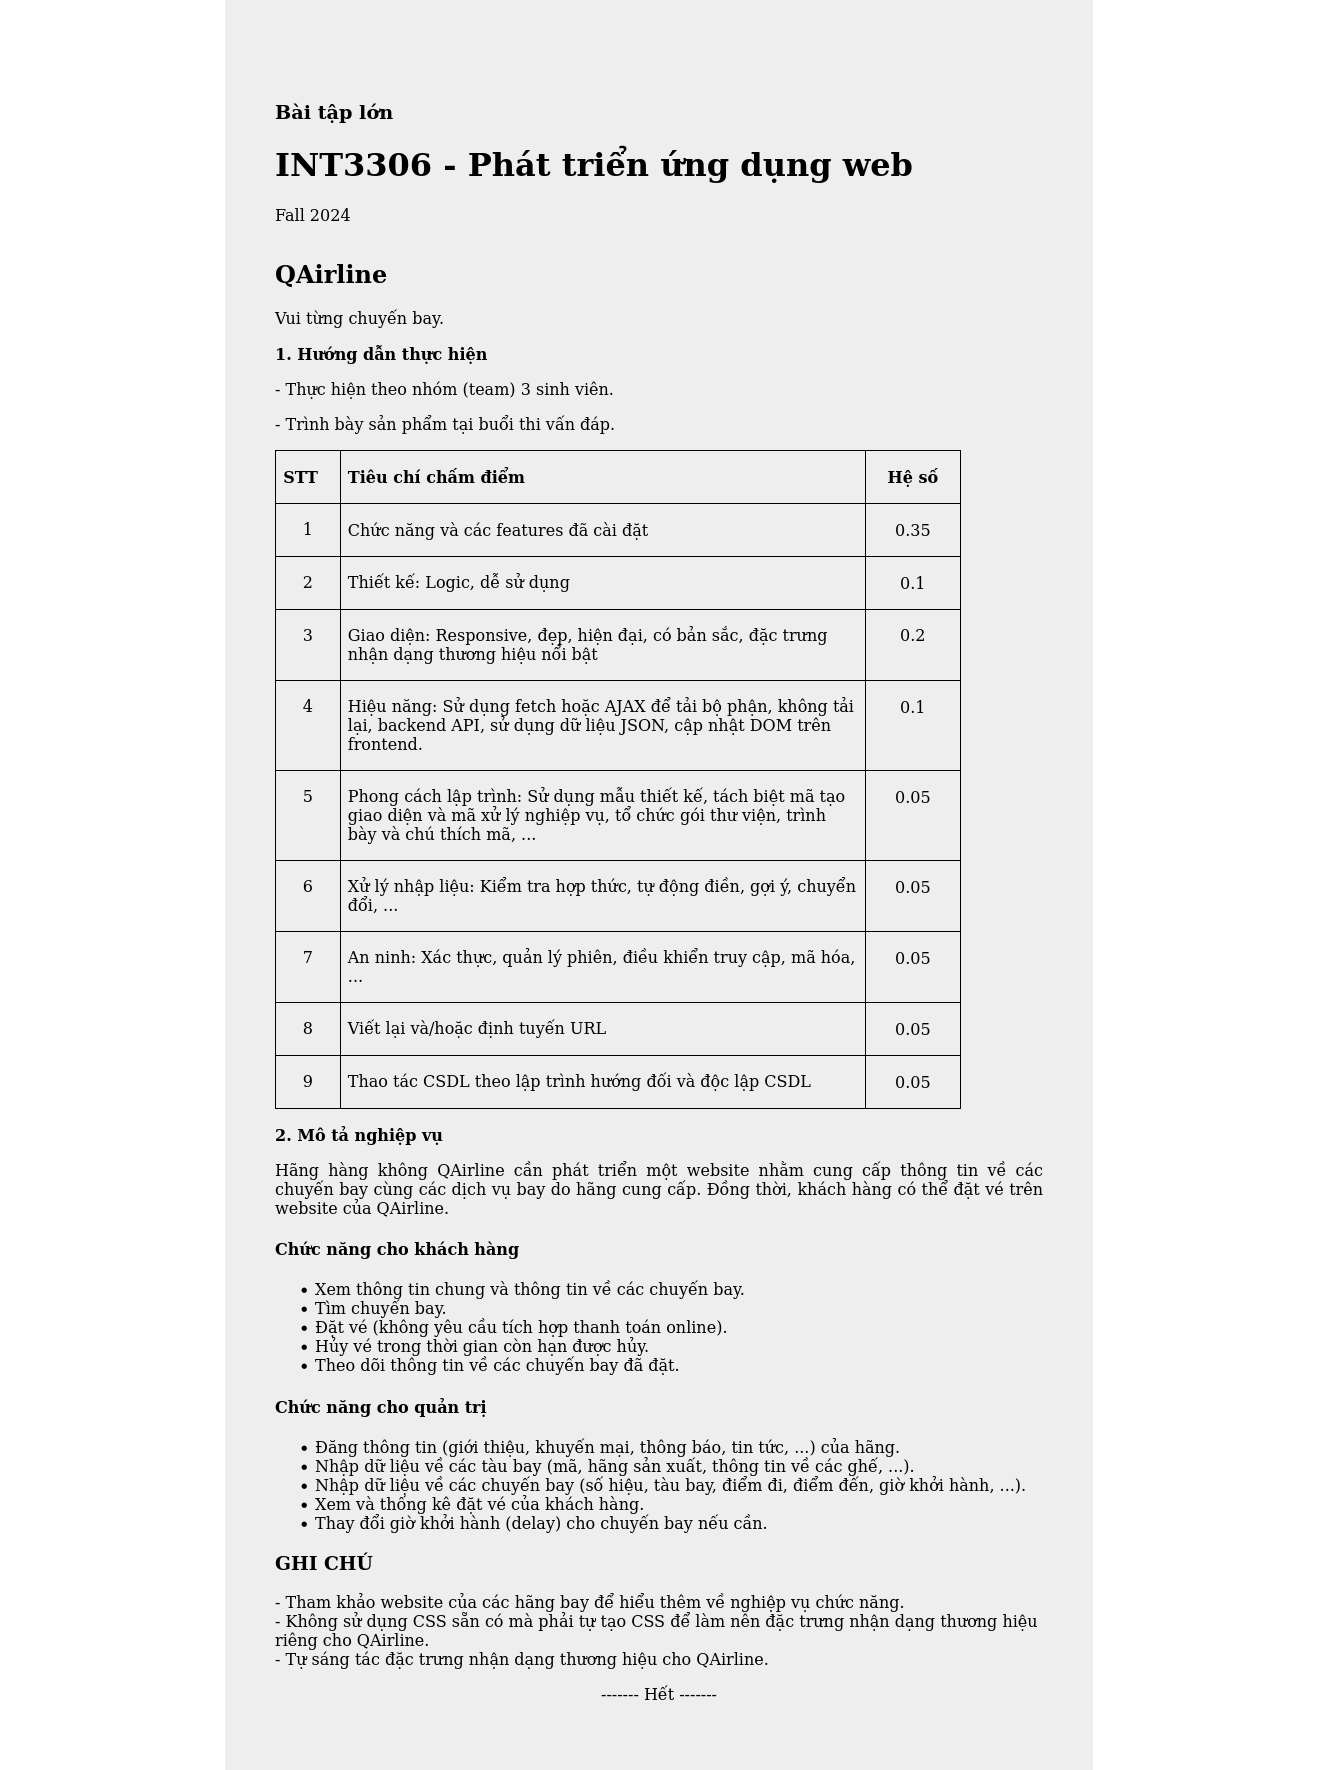 Bài tập lớn
INT3306 - Phát triển ứng dụng web
Fall 2024
QAirline
Vui từng chuyến bay.
1. Hướng dẫn thực hiện
- Thực hiện theo nhóm (team) 3 sinh viên.
- Trình bày sản phẩm tại buổi thi vấn đáp.
STT Tiêu chí chấm điểm Hệ số
1 Chức năng và các features đã cài đặt 0.35
2 Thiết kế: Logic, dễ sử dụng 0.1
3 Giao diện: Responsive, đẹp, hiện đại, có bản sắc, đặc trưng 0.2
nhận dạng thương hiệu nổi bật
4 Hiệu năng: Sử dụng fetch hoặc AJAX để tải bộ phận, không tải 0.1
lại, backend API, sử dụng dữ liệu JSON, cập nhật DOM trên
frontend.
5 Phong cách lập trình: Sử dụng mẫu thiết kế, tách biệt mã tạo 0.05
giao diện và mã xử lý nghiệp vụ, tổ chức gói thư viện, trình
bày và chú thích mã, ...
6 Xử lý nhập liệu: Kiểm tra hợp thức, tự động điền, gợi ý, chuyển 0.05
đổi, ...
7 An ninh: Xác thực, quản lý phiên, điều khiển truy cập, mã hóa, 0.05
...
8 Viết lại và/hoặc định tuyến URL 0.05
9 Thao tác CSDL theo lập trình hướng đối và độc lập CSDL 0.05
2. Mô tả nghiệp vụ
Hãng hàng không QAirline cần phát triển một website nhằm cung cấp thông tin về các
chuyến bay cùng các dịch vụ bay do hãng cung cấp. Đồng thời, khách hàng có thể đặt vé trên
website của QAirline.
Chức năng cho khách hàng
• Xem thông tin chung và thông tin về các chuyến bay.
• Tìm chuyến bay.
• Đặt vé (không yêu cầu tích hợp thanh toán online).
• Hủy vé trong thời gian còn hạn được hủy.
• Theo dõi thông tin về các chuyến bay đã đặt.
Chức năng cho quản trị
• Đăng thông tin (giới thiệu, khuyến mại, thông báo, tin tức, ...) của hãng.
• Nhập dữ liệu về các tàu bay (mã, hãng sản xuất, thông tin về các ghế, ...).
• Nhập dữ liệu về các chuyến bay (số hiệu, tàu bay, điểm đi, điểm đến, giờ khởi hành, ...).
• Xem và thống kê đặt vé của khách hàng.
• Thay đổi giờ khởi hành (delay) cho chuyến bay nếu cần.
GHI CHÚ
- Tham khảo website của các hãng bay để hiểu thêm về nghiệp vụ chức năng.
- Không sử dụng CSS sẵn có mà phải tự tạo CSS để làm nên đặc trưng nhận dạng thương hiệu
riêng cho QAirline.
- Tự sáng tác đặc trưng nhận dạng thương hiệu cho QAirline.
------- Hết -------